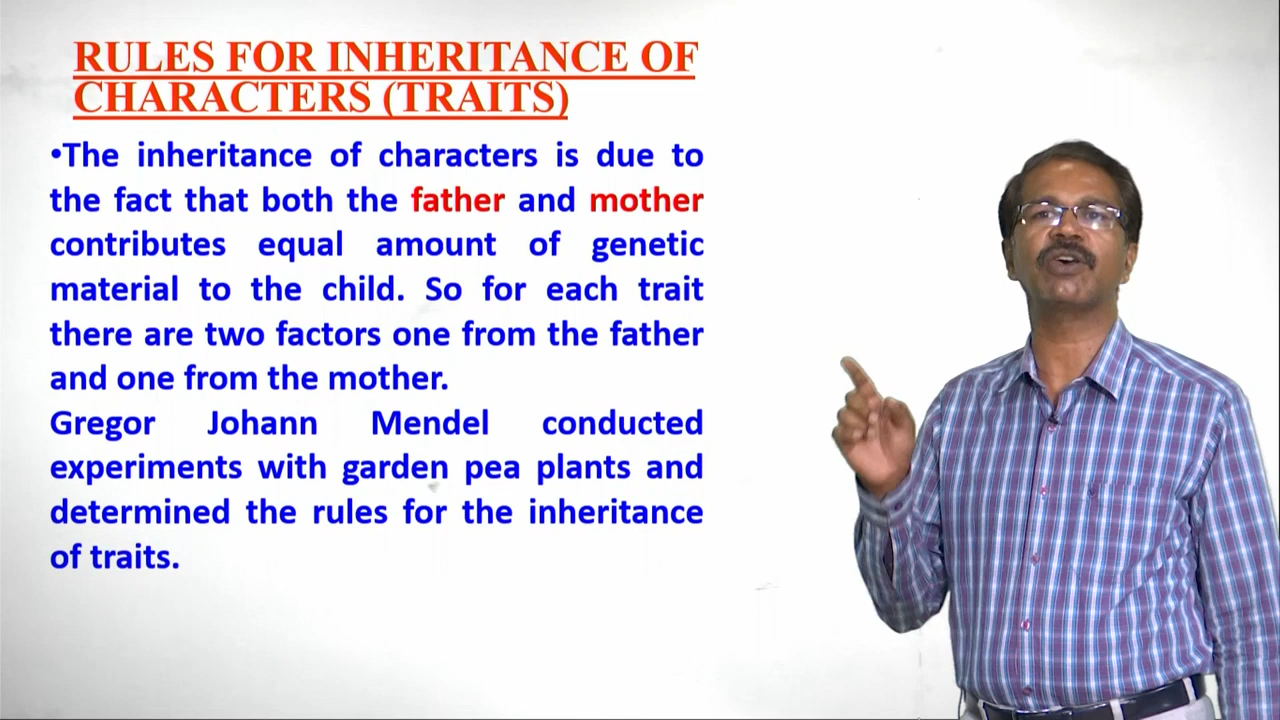 RULES FOR INHERITANCE OF
CHARACTERS (TRAITS)
•The inheritance of characters is due to
the fact that both the father and mother
contributes equal amount of genetic
material to the child. So for each trait
there are two factors one from the father
and one from the mother.
Gregor Johann Mendel conducted
experiments with garden pea plants and
determined the rules for the inheritance
of traits.